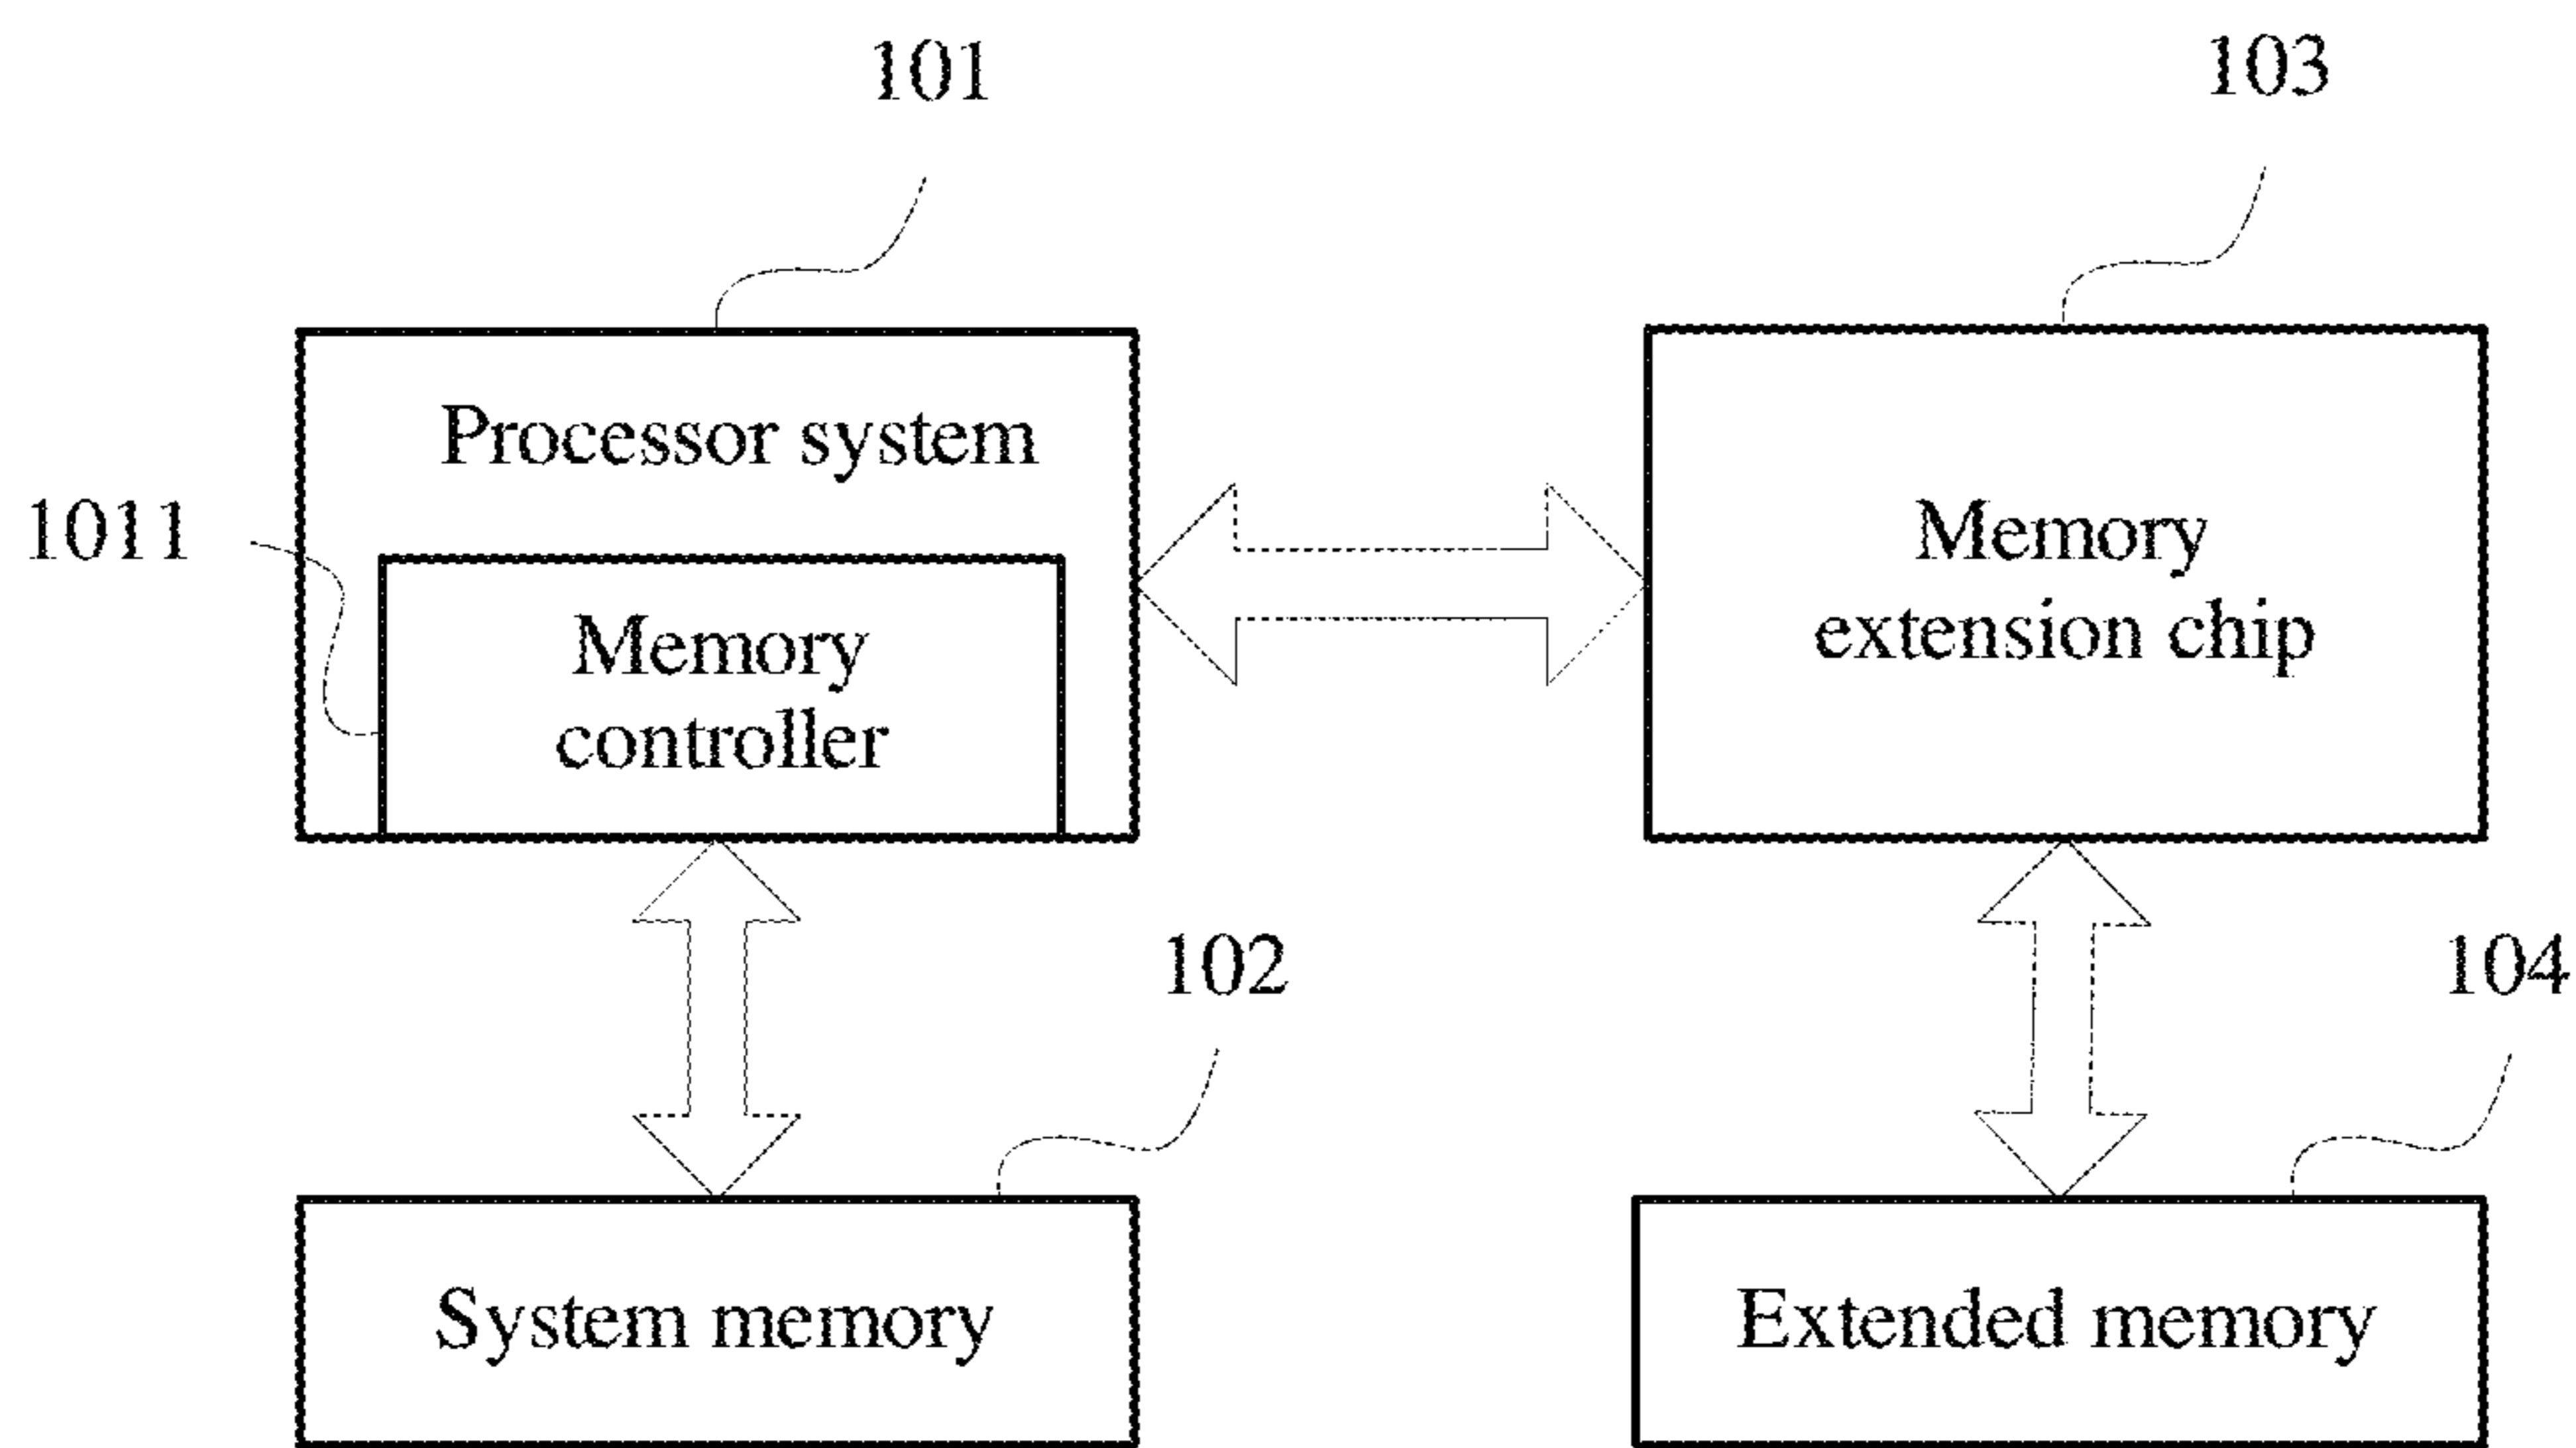 101
103
Processor system
1011
Memory
extension chip
Memory
controller
102
104
System memory
Extended memory